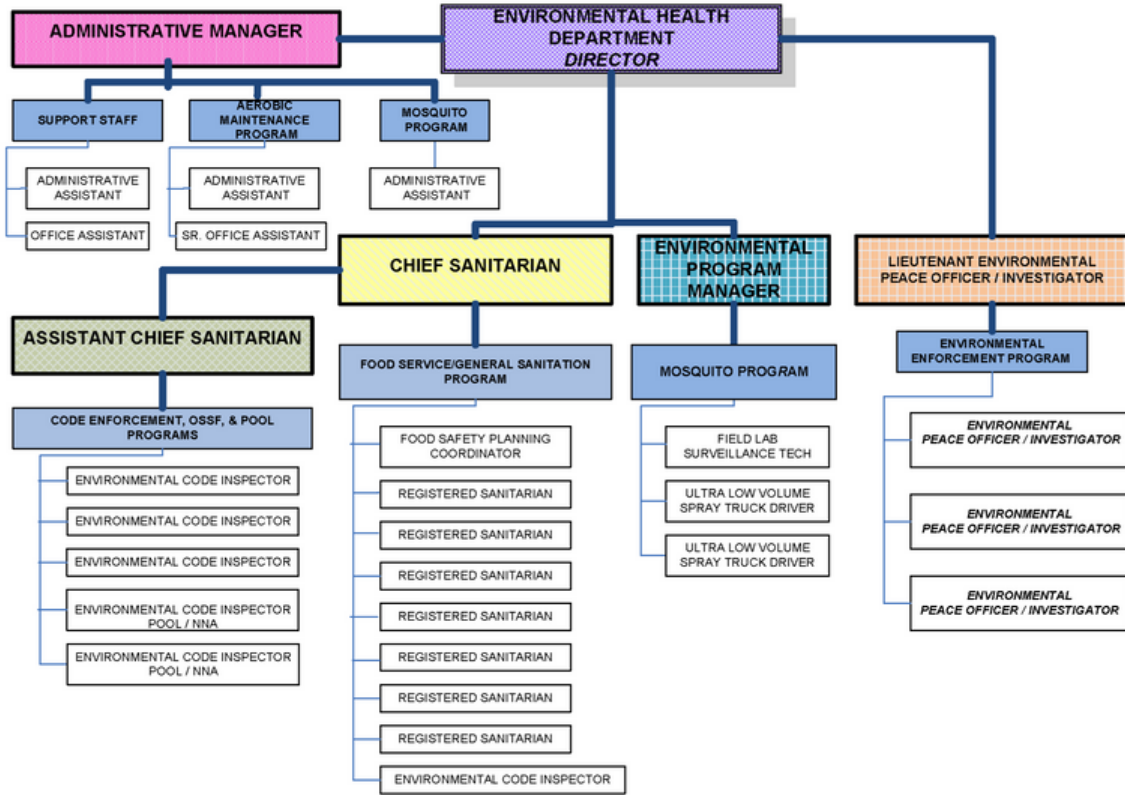 ENVIRONMENTAL HEALTH
DEPARTMENT
DIRECTOR
ADMINISTRATIVE MANAGER
SUPPORT STAFF
ADMINISTRATIVE
ASSISTANT
OFFICE ASSISTANT
AEROBIC
MAINTENANCE
PROGRAM
ADMINISTRATIVE
ASSISTANT
SR. OFFICE ASSISTANT
MOSQUITO
PROGRAM
ADMINISTRATIVE
ASSISTANT
CHIEF SANITARIAN
ENVIRONMENTAL
PROGRAM
MANAGER
LIEUTENANT ENVIRONMENTAL
PEACE OFFICER / INVESTIGATOR
ASSISTANT CHIEF SANITARIAN
CODE ENFORCEMENT, OSSF, & POOL
PROGRAMS
ENVIRONMENTAL CODE INSPECTOR
ENVIRONMENTAL CODE INSPECTOR
ENVIRONMENTAL CODE INSPECTOR
ENVIRONMENTAL CODE INSPECTOR
POOL / NNA
ENVIRONMENTAL CODE INSPECTOR
POOL / NNA
FOOD SERVICE/GENERAL SANITATION
PROGRAM
FOOD SAFETY PLANNING
COORDINATOR
REGISTERED SANITARIAN
REGISTERED SANITARIAN
REGISTERED SANITARIAN
REGISTERED SANITARIAN
REGISTERED SANITARIAN
REGISTERED SANITARIAN
REGISTERED SANITARIAN
ENVIRONMENTAL CODE INSPECTOR
MOSQUITO PROGRAM
FIELD LAB
SURVEILLANCE TECH
ULTRA LOW VOLUME
SPRAY TRUCK DRIVER
ULTRA LOW VOLUME
SPRAY TRUCK DRIVER
ENVIRONMENTAL
ENFORCEMENT PROGRAM
ENVIRONMENTAL
PEACE OFFICER / INVESTIGATOR
ENVIRONMENTAL
PEACE OFFICER / INVESTIGATOR
ENVIRONMENTAL
PEACE OFFICER / INVESTIGATOR